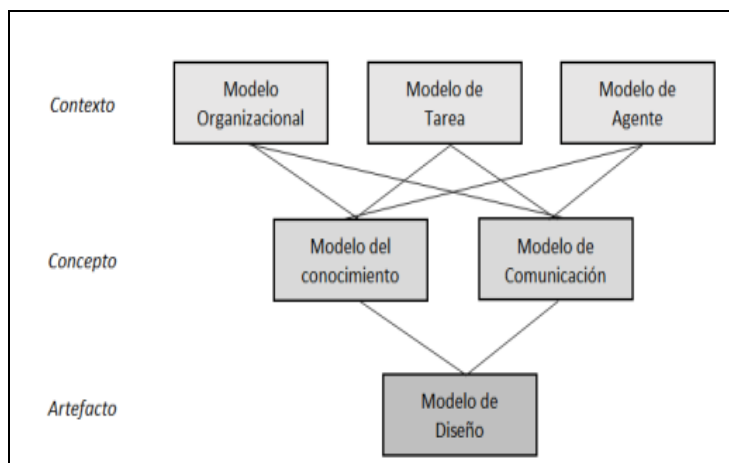 Contexto
Modelo
Organizacional
Modelo de
Tarea
Modelo de
Agente
Concepto
Modelo del
conocimiento
Modelo de
Comunicación
Artefacto
Modelo de
Diseño